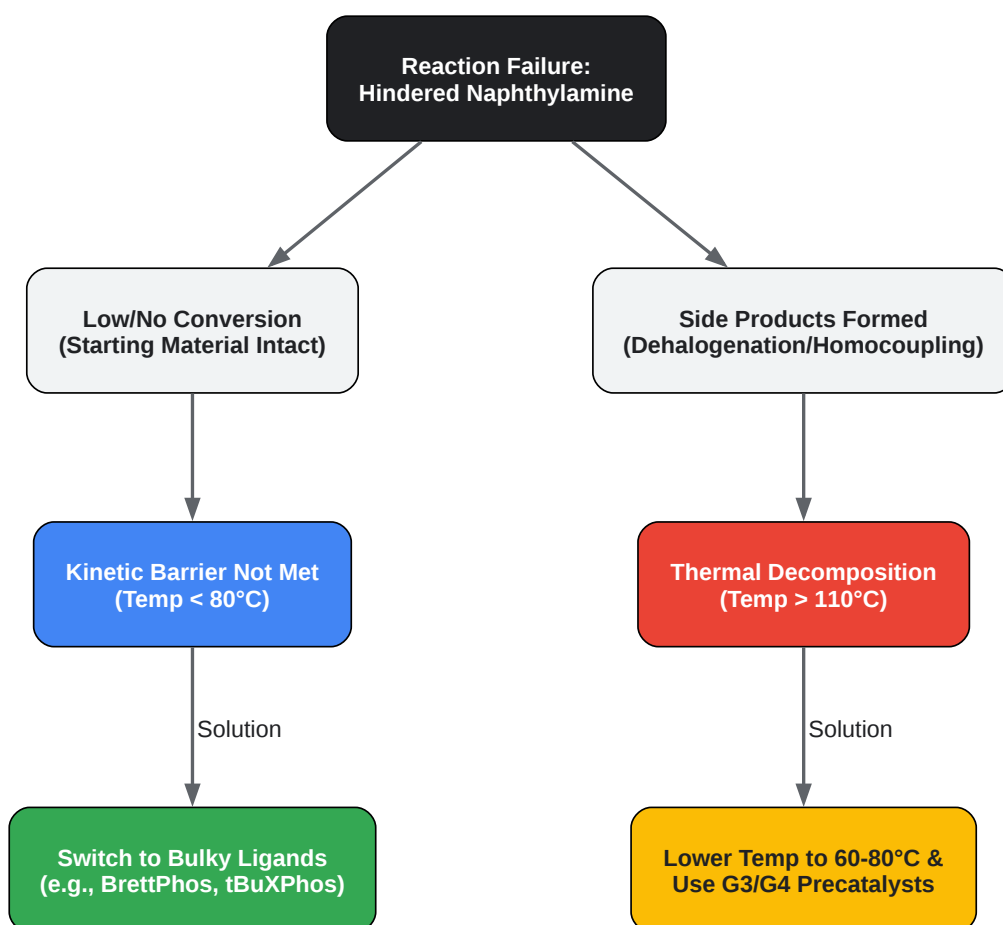 Reaction Failure:
Hindered Naphthylamine
Low/No Conversion
(Starting Material Intact)
Side Products Formed
(Dehalogenation/Homocoupling)
Kinetic Barrier Not Met
(Temp < 80°C)
Thermal Decomposition
(Temp > 110°C)
Solution
Solution
Switch to Bulky Ligands
(e.g., BrettPhos, tBuXPhos)
Lower Temp to 60-80°C &
Use G3/G4 Precatalysts